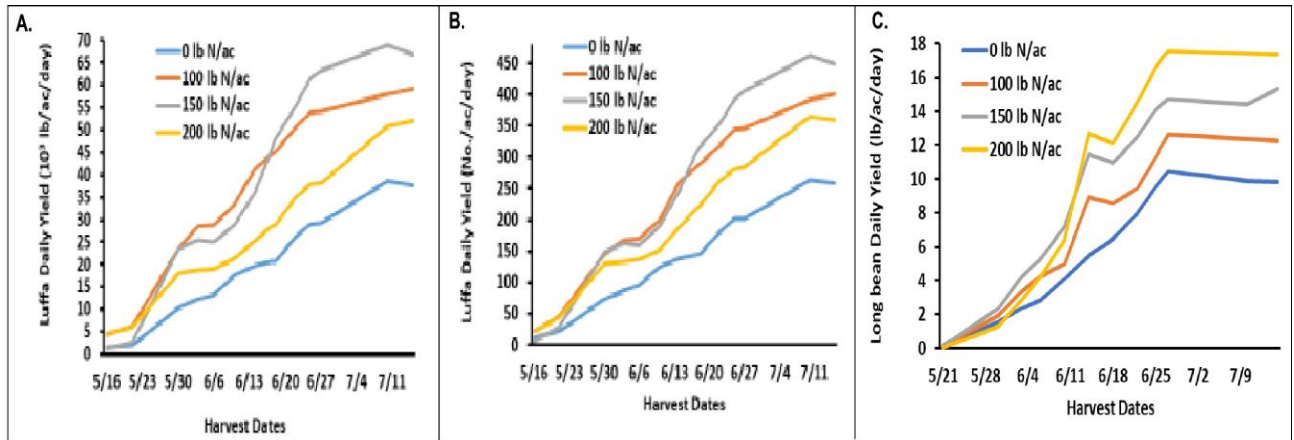 A.
Luffa Daily Yield (10³ lb/ac/day)
70
65
60
55
50
45
40
35
30
25
20
15
10
5
0
0 lb N/ac
100 lb N/ac
150 lb N/ac
200 lb N/ac
5/16 5/23 5/30 6/6 6/13 6/20 6/27 7/4 7/11
Harvest Dates
B.
Luffa Daily Yield (No./ac/day)
450
400
350
300
250
200
150
100
50
0
0 lb N/ac
100 lb N/ac
150 lb N/ac
200 lb N/ac
5/16 5/23 5/30 6/6 6/13 6/20 6/27 7/4 7/11
Harvest Dates
C.
Long bean Daily Yield (lb/ac/day)
18
16
14
12
10
8
6
4
2
0
0 lb N/ac
100 lb N/ac
150 lb N/ac
200 lb N/ac
5/21 5/28 6/4 6/11 6/18 6/25 7/2 7/9
Harvest Dates